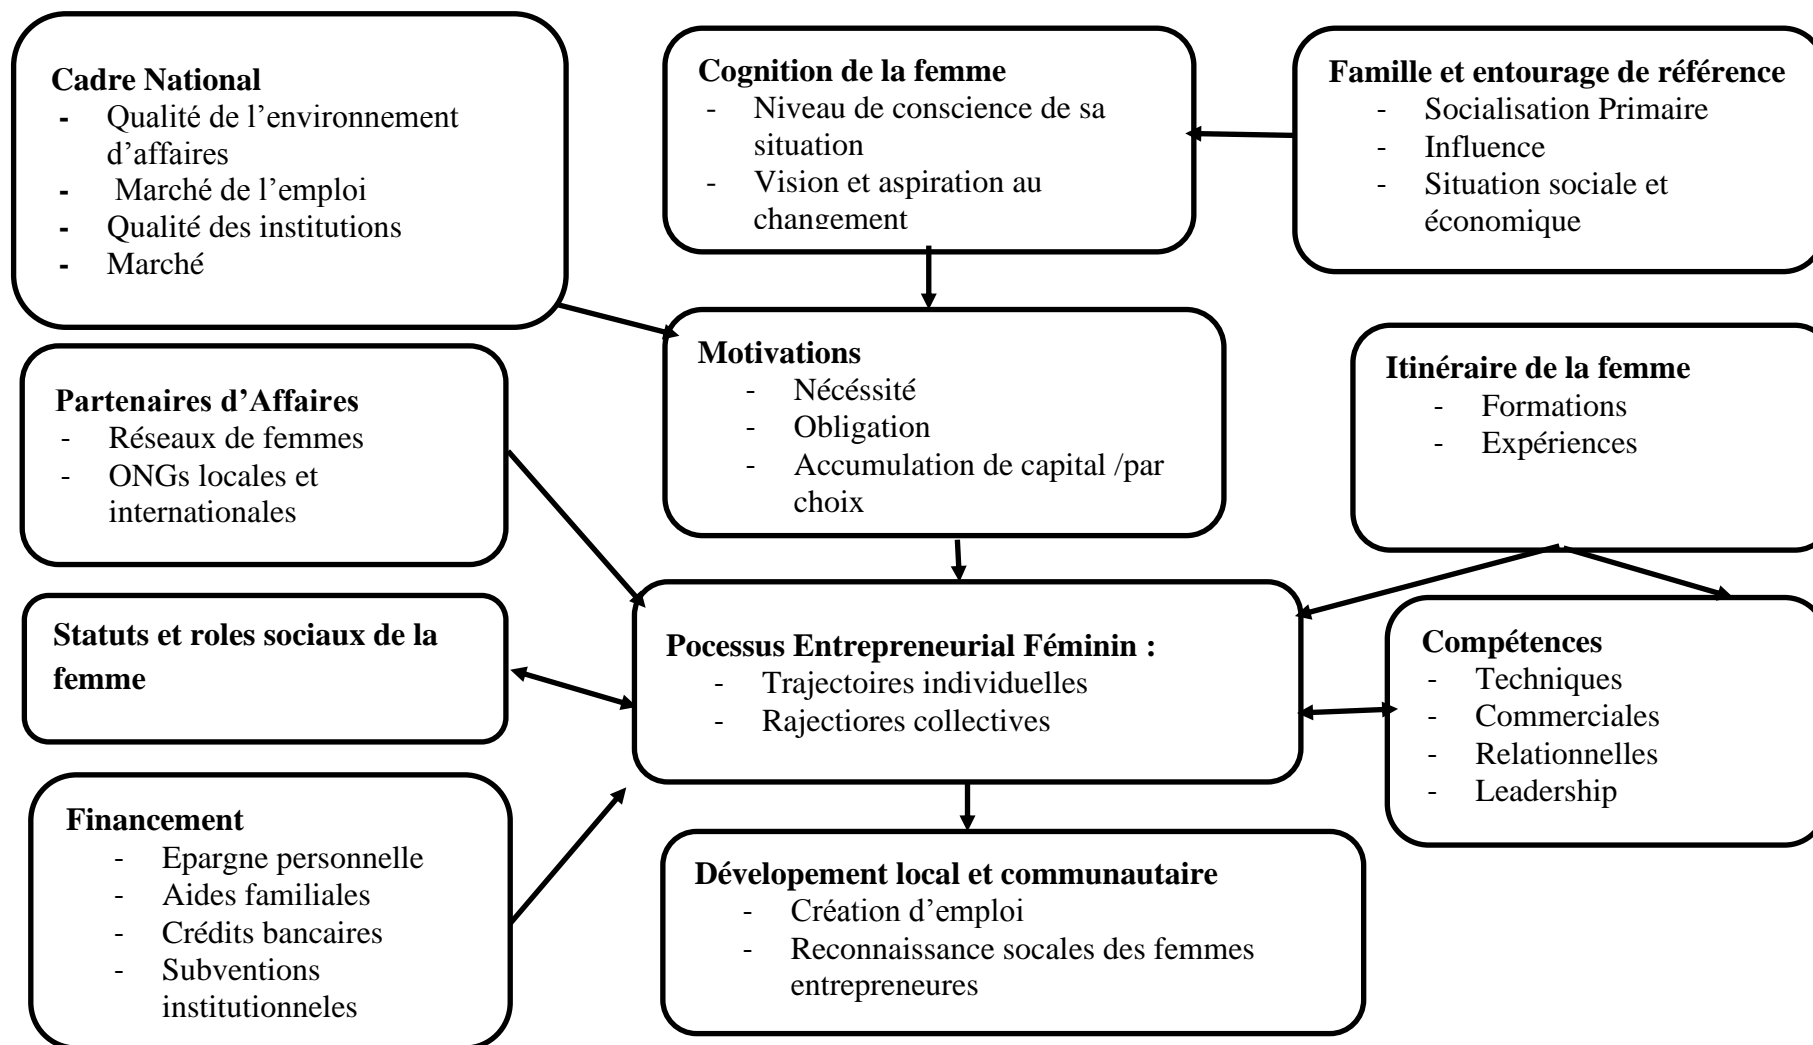 Cadre National
- Qualité de l’environnement
d’affaires
- Marché de l’emploi
- Qualité des institutions
- Marché
Cognition de la femme
- Niveau de conscience de sa
situation
- Vision et aspiration au
changement
Famille et entourage de référence
- Socialisation Primaire
- Influence
- Situation sociale et
économique
Partenaires d’Affaires
- Réseaux de femmes
- ONGs locales et
internationales
Motivations
- Nécéssité
- Obligation
- Accumulation de capital /par
choix
Itinéraire de la femme
- Formations
- Expériences
Statuts et roles sociaux de la
femme
Pocessus Entrepreneurial Féminin :
- Trajectoires individuelles
- Rajectiores collectives
Compétences
- Techniques
- Commerciales
- Relationnelles
- Leadership
Financement
- Epargne personnelle
- Aides familiales
- Crédits bancaires
- Subventions
institutionneles
Dévelopement local et communautaire
- Création d’emploi
- Reconnaissance socales des femmes
entrepreneures